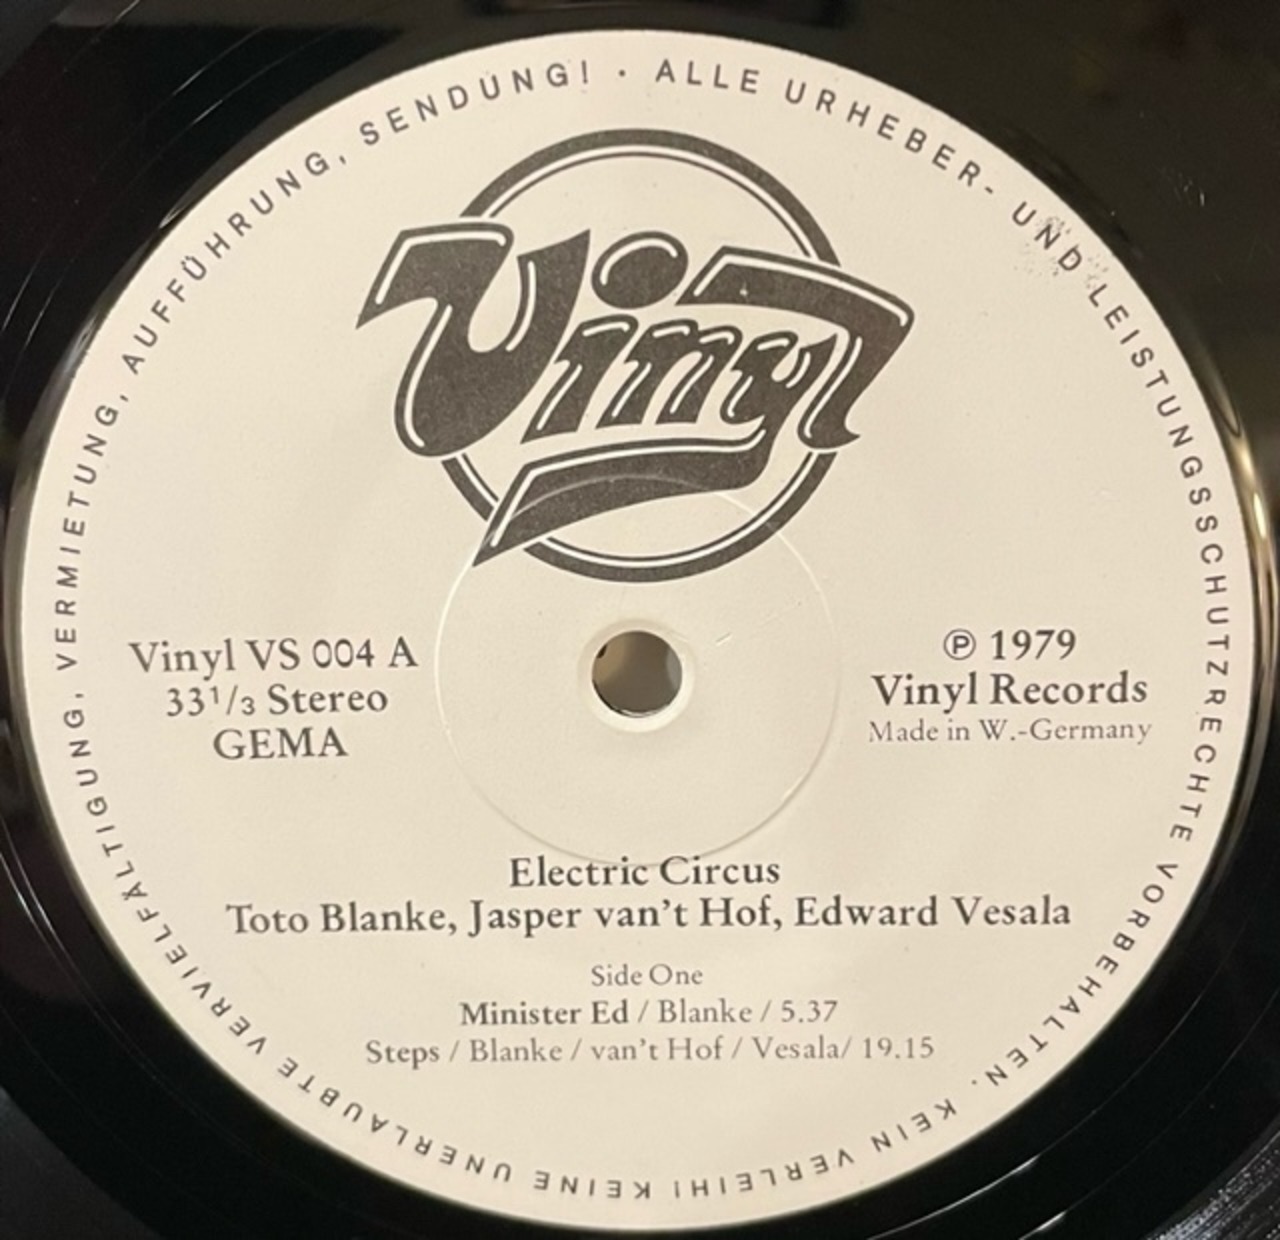 ALLE URHEBER- UND LEISTUNGSSCHUTZRECHTE VORBEHALTEN. KEIN VERLEIH! KEINE UNERLAUBTE VERVIELFÄLTIGUNG, VERMIETUNG, AUFFÜHRUNG, SENDUNG! ·
Vinyl
Vinyl VS 004 A
33 1/3 Stereo
GEMA
℗ 1979
Vinyl Records
Made in W.-Germany
Electric Circus
Toto Blanke, Jasper van't Hof, Edward Vesala
Side One
Minister Ed / Blanke / 5.37
Steps / Blanke / van't Hof / Vesala/ 19.15